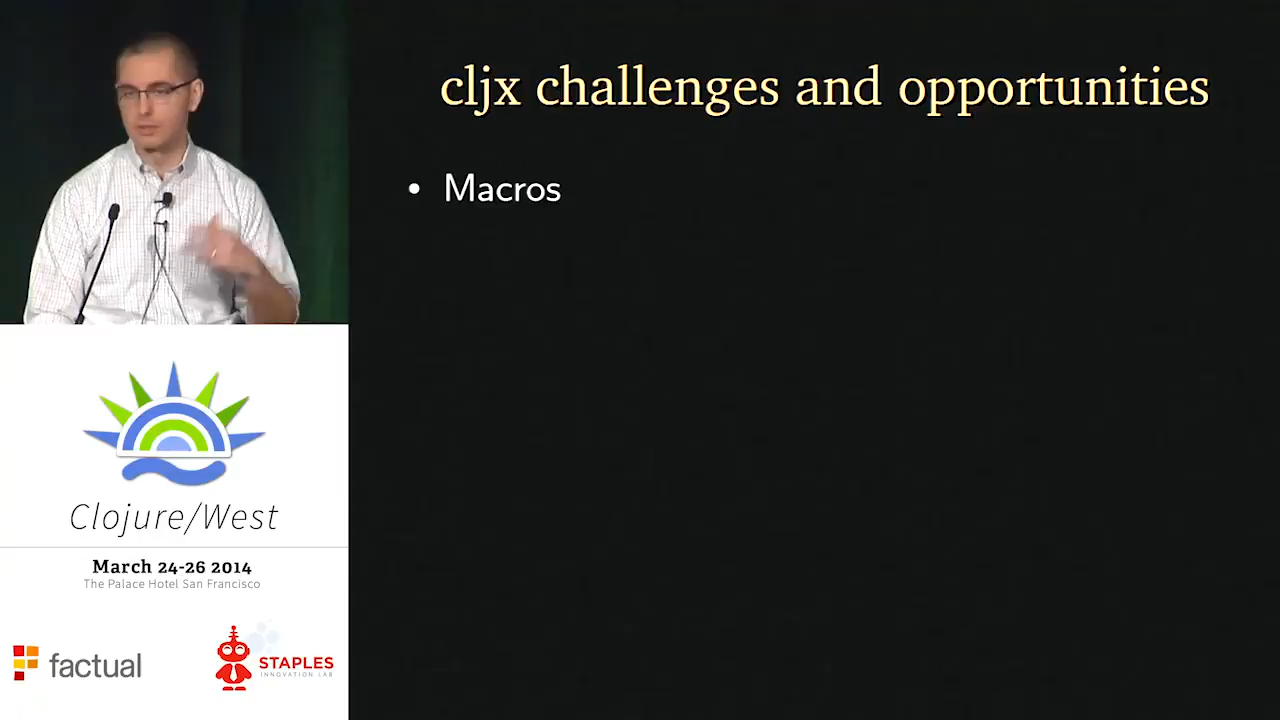 cljx challenges and opportunities
• Macros
Clojure/West
March 24-26 2014
The Palace Hotel San Francisco
factual
STAPLES
INNOVATION LAB